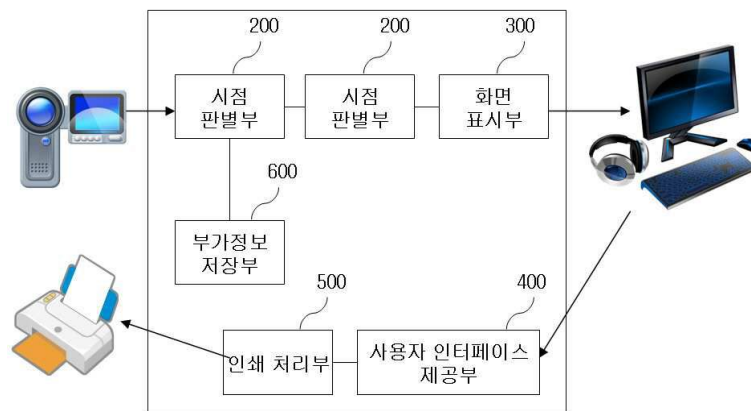 200
200
300
시점
판별부
시점
판별부
화면
표시부
600
부가정보
저장부
500
400
인쇄 처리부
사용자 인터페이스
제공부